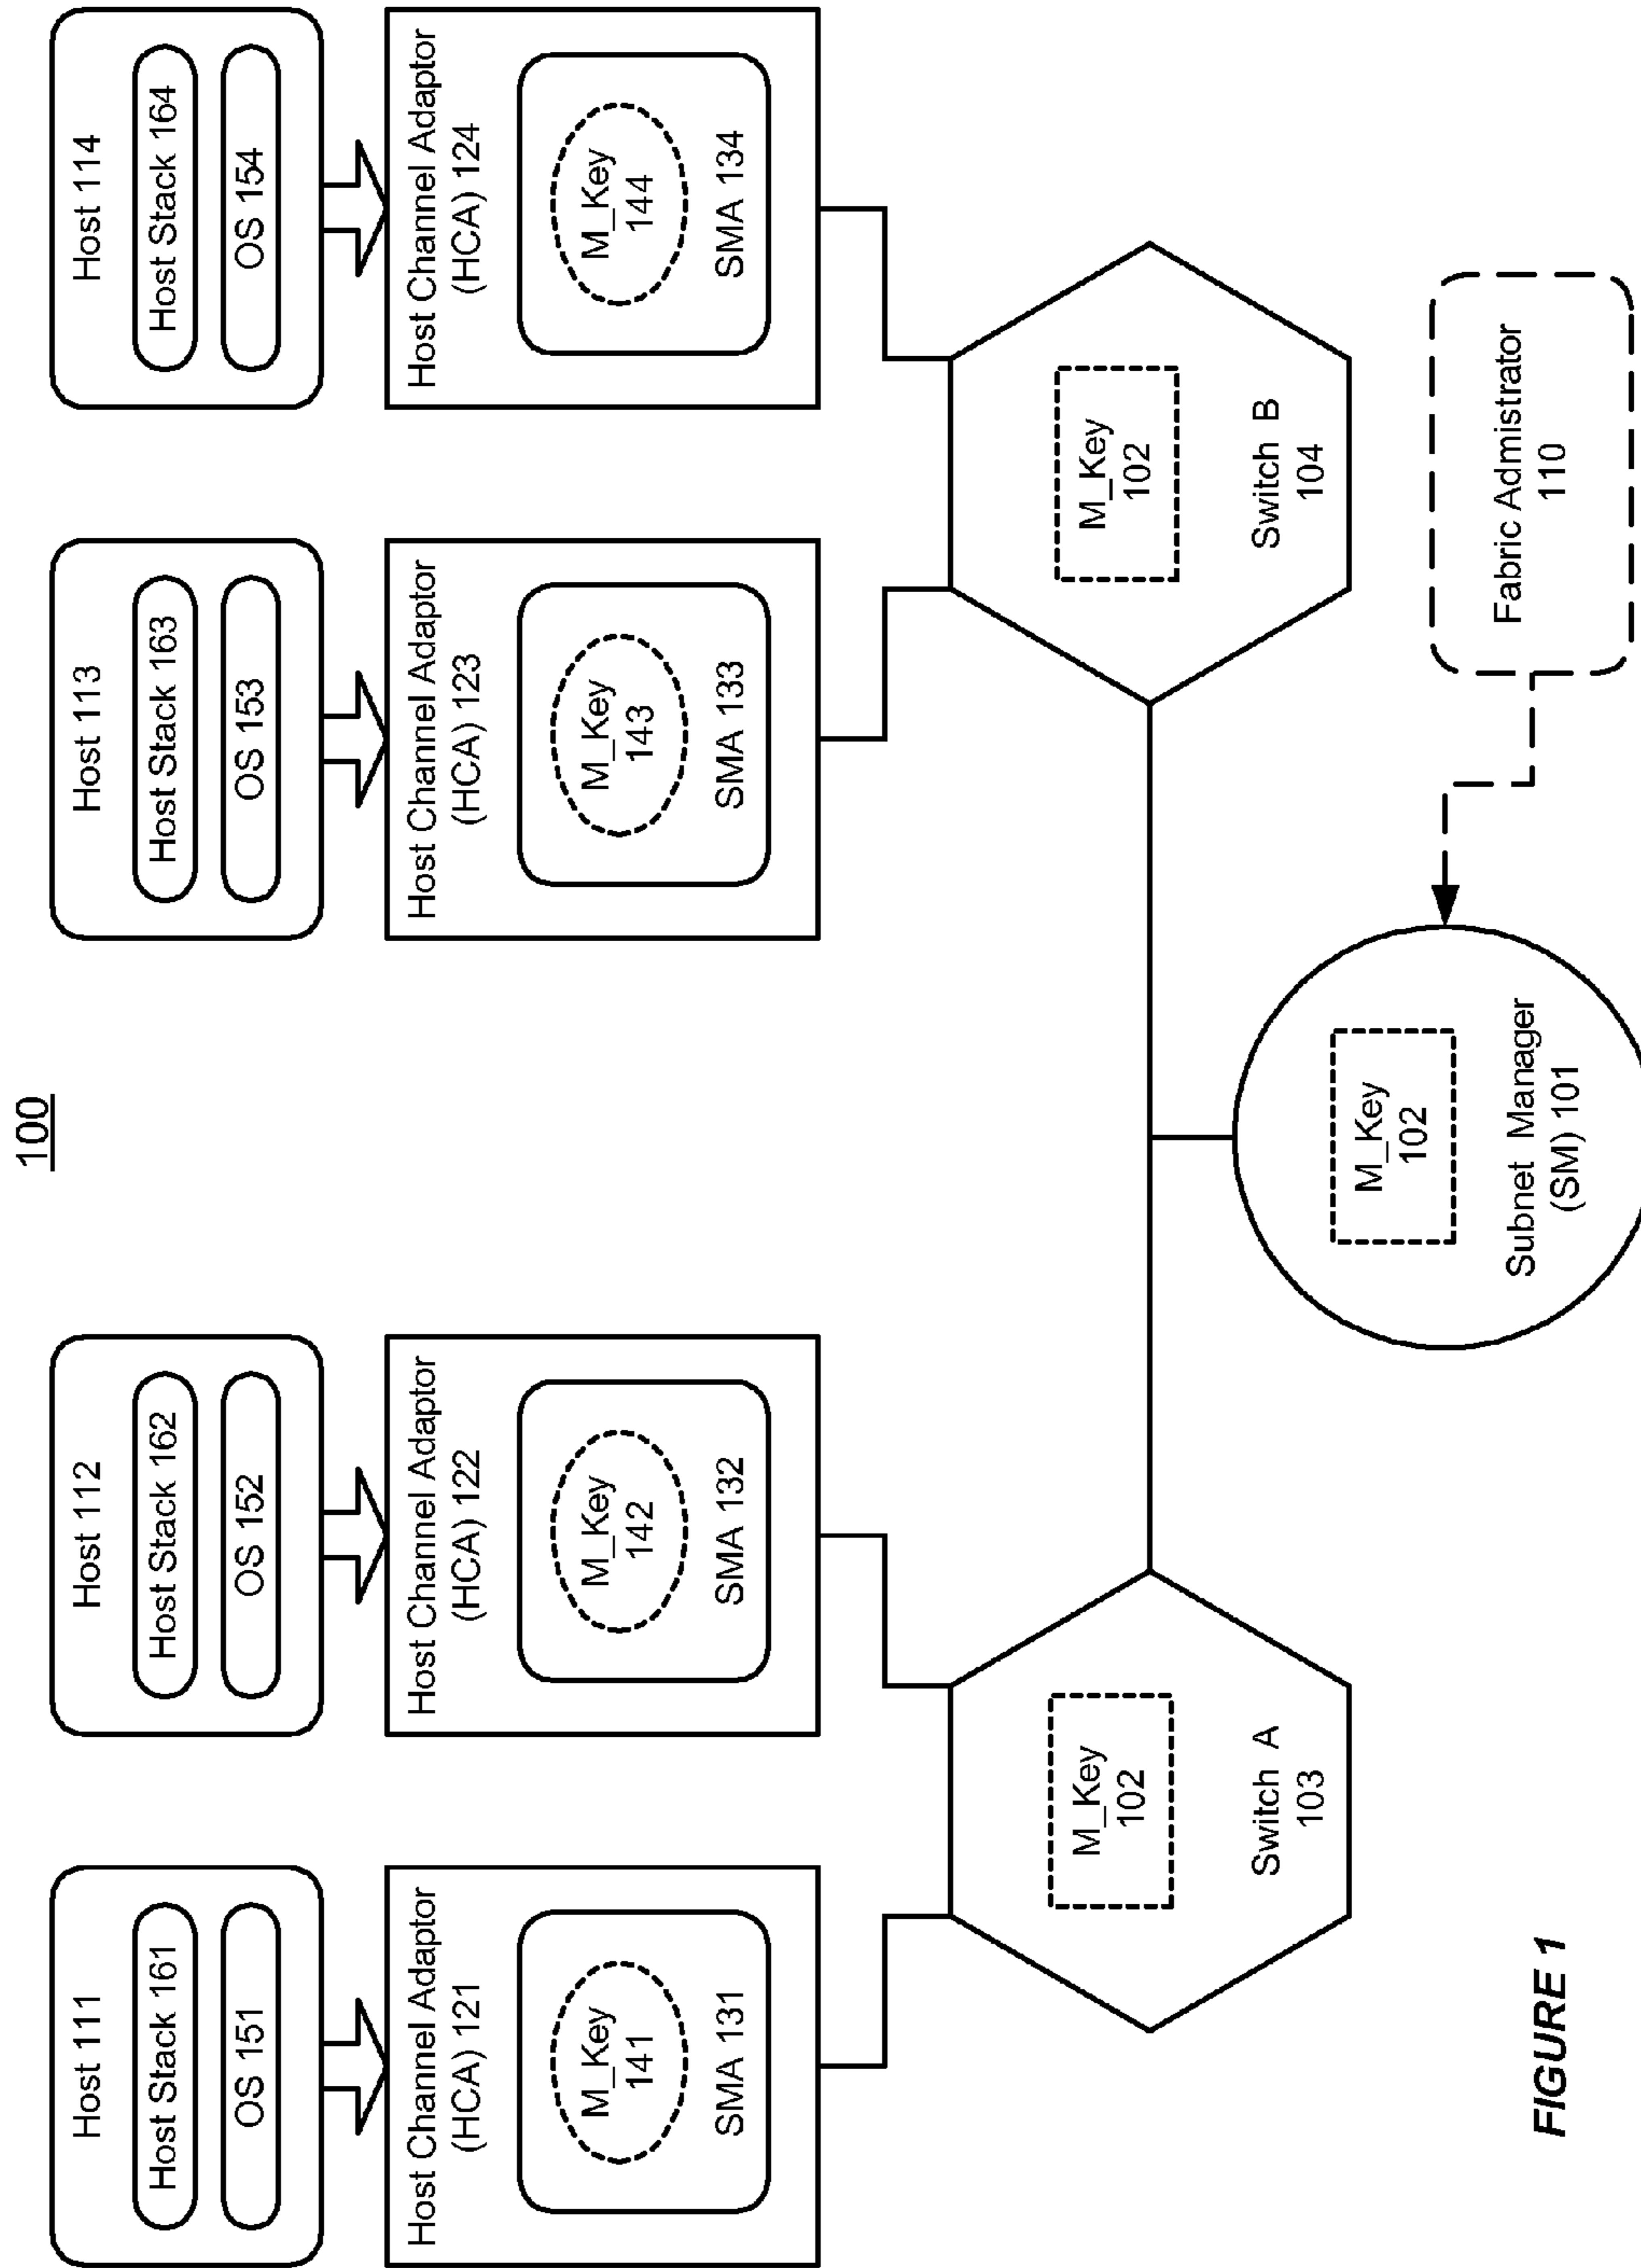 100
Host 111
Host Stack 161
OS 151
Host 112
Host Stack 162
OS 152
Host 113
Host Stack 163
OS 153
Host 114
Host Stack 164
OS 154
Host Channel Adaptor
(HCA) 121
M_Key
141
SMA 131
Host Channel Adaptor
(HCA) 122
M_Key
142
SMA 132
Host Channel Adaptor
(HCA) 123
M_Key
143
SMA 133
Host Channel Adaptor
(HCA) 124
M_Key
144
SMA 134
M_Key
102
Switch A
103
M_Key
102
Switch B
104
M_Key
102
Subnet Manager
(SM) 101
Fabric Admistrator
110
FIGURE 1